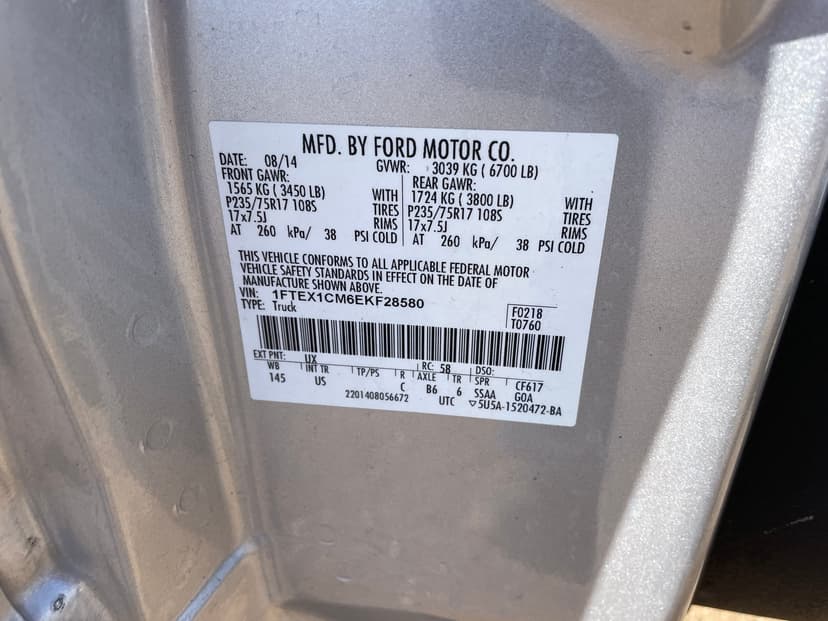 MFD. BY FORD MOTOR CO.
DATE: 08/14 GVWR: 3039 KG ( 6700 LB)
FRONT GAWR: REAR GAWR:
1565 KG ( 3450 LB) WITH 1724 KG ( 3800 LB) WITH
P235/75R17 108S TIRES P235/75R17 108S TIRES
17x7.5J RIMS 17x7.5J RIMS
AT 260 kPa/ 38 PSI COLD AT 260 kPa/ 38 PSI COLD
THIS VEHICLE CONFORMS TO ALL APPLICABLE FEDERAL MOTOR
VEHICLE SAFETY STANDARDS IN EFFECT ON THE DATE OF
MANUFACTURE SHOWN ABOVE.
VIN: 1FTEX1CM6EKF28580 F0218
TYPE: Truck T0760
EXT PNT: UX RC: 58 DSO:
WB INT TR TP/PS R AXLE TR SPR CF617
145 US C B6 6 SSAA GOA
2201408056672 UTC ▽5U5A-1520472-BA